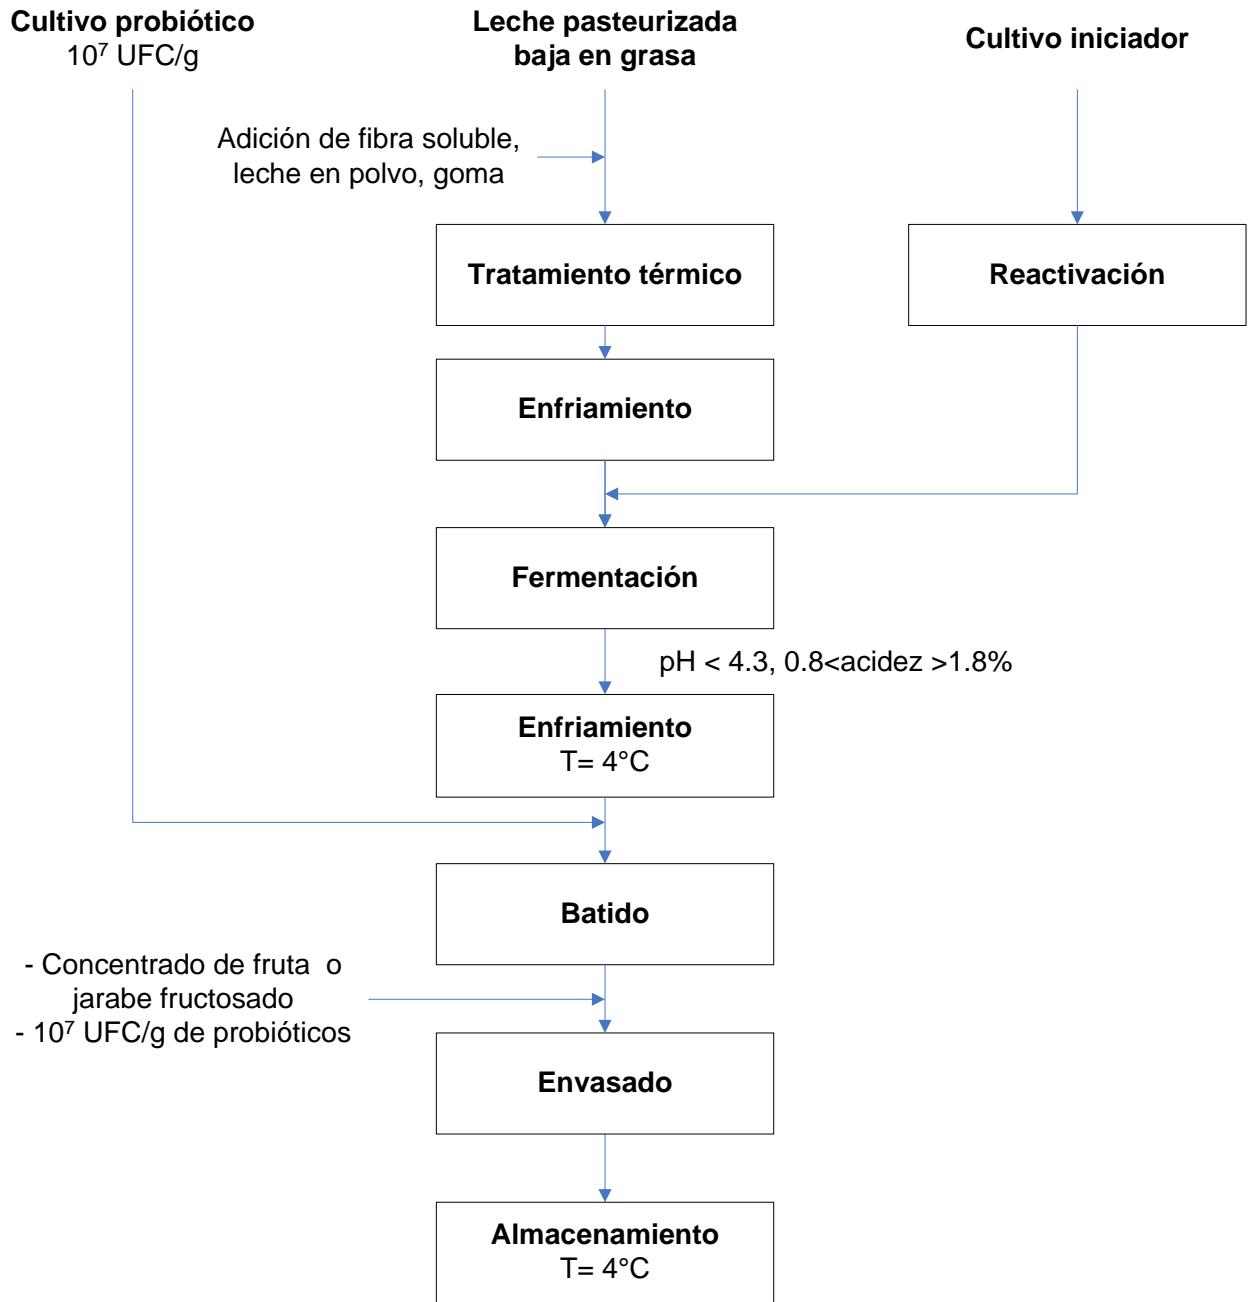 Cultivo probiótico
10⁷ UFC/g
Leche pasteurizada
baja en grasa
Cultivo iniciador
Adición de fibra soluble,
leche en polvo, goma
Tratamiento térmico
Reactivación
Enfriamiento
Fermentación
pH < 4.3, 0.8<acidez >1.8%
Enfriamiento
T= 4°C
Batido
- Concentrado de fruta o
jarabe fructosado
- 10⁷ UFC/g de probióticos
Envasado
Almacenamiento
T= 4°C